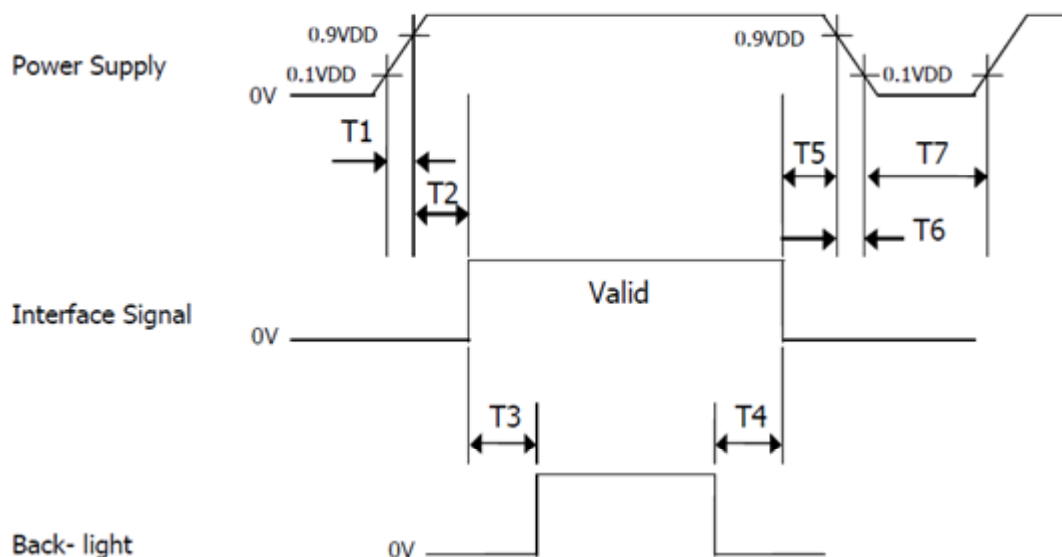 0.9VDD
0.9VDD
Power Supply
0.1VDD
0.1VDD
0V
T1
T5
T7
T2
T6
Valid
Interface Signal
0V
T3
T4
Back- light
0V